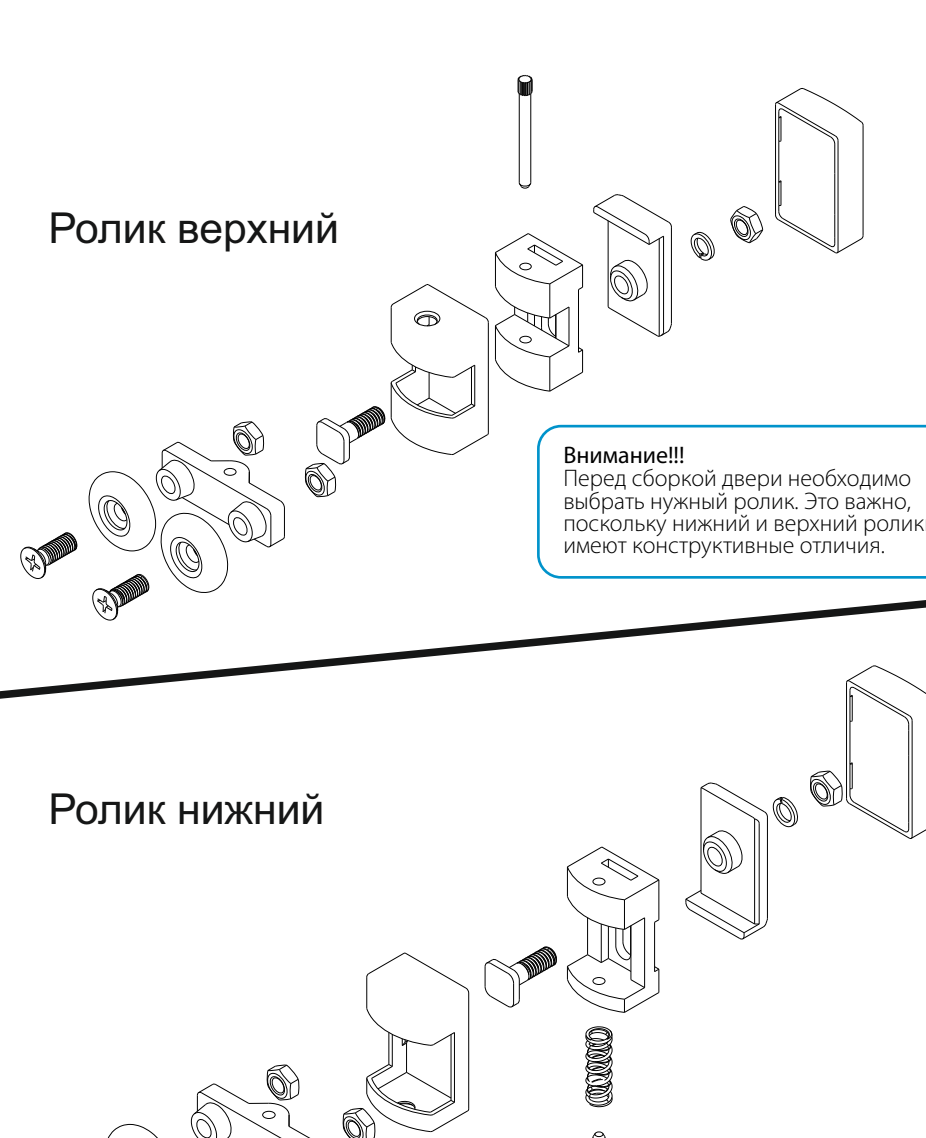 Ролик верхний
Внимание!!!
Перед сборкой двери необходимо
выбрать нужный ролик. Это важно,
поскольку нижний и верхний ролик
имеют конструктивные отличия.
Ролик нижний